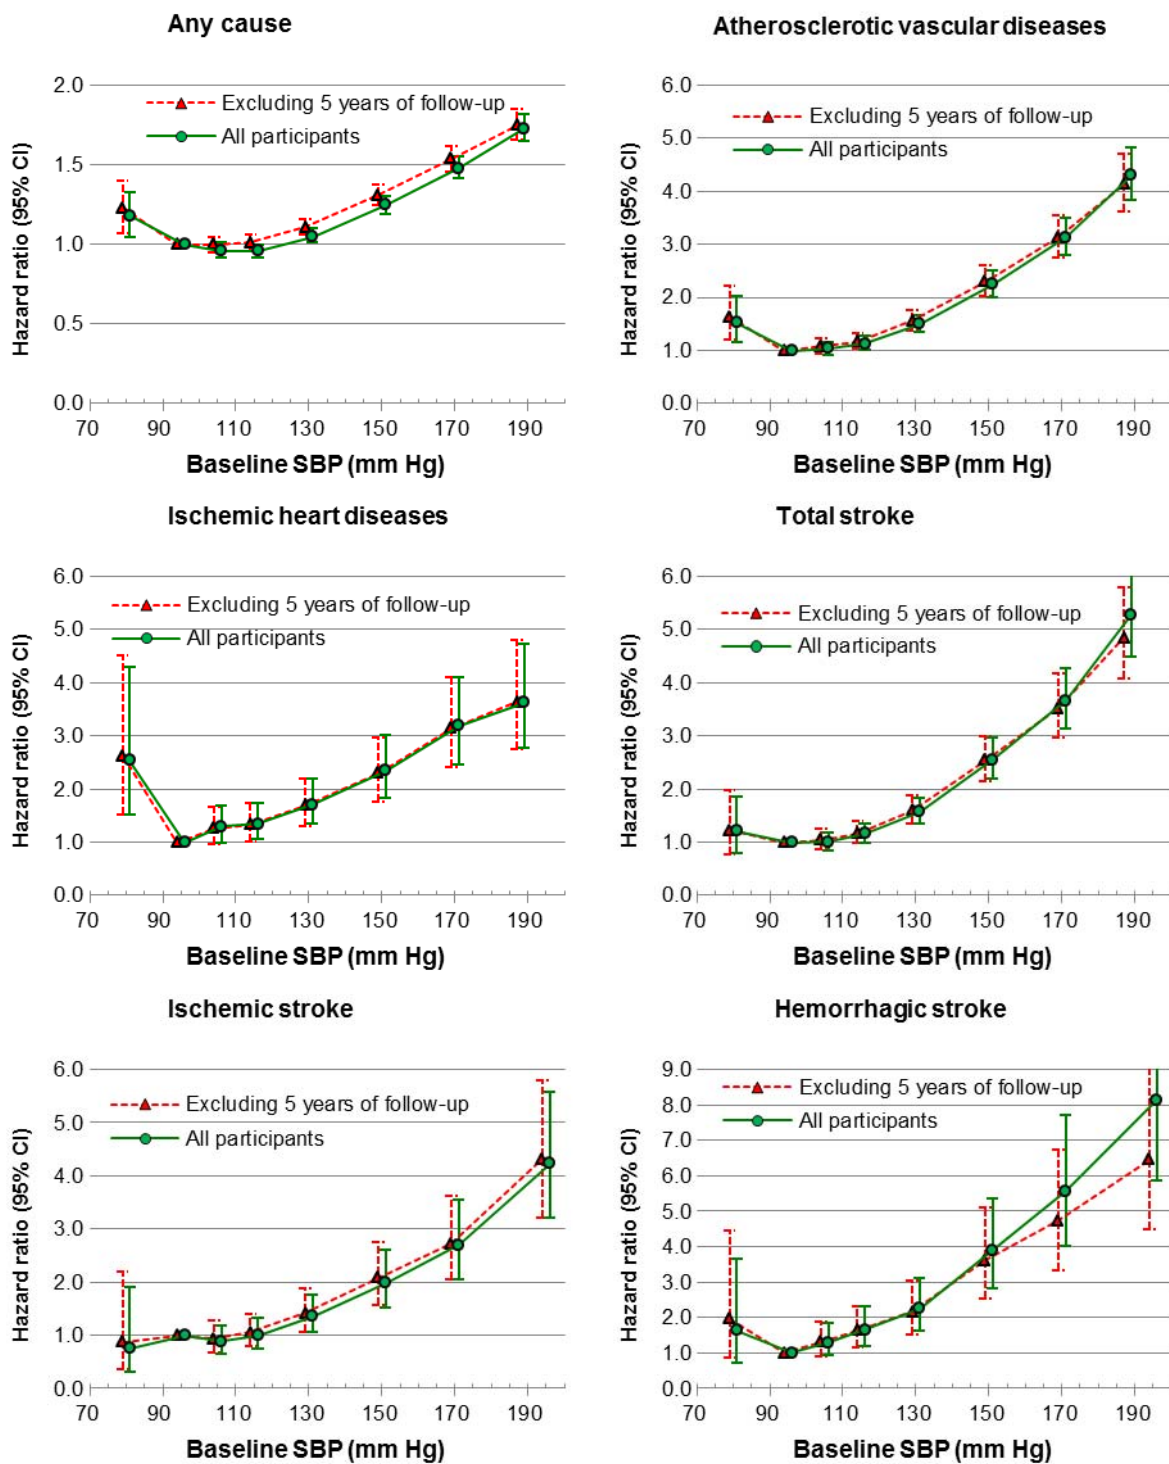 Any cause
Hazard ratio (95% CI)
2.0
1.5
1.0
0.5
0.0
Excluding 5 years of follow-up
All participants
70 90 110 130 150 170 190
Baseline SBP (mm Hg)
Atherosclerotic vascular diseases
Hazard ratio (95% CI)
6.0
5.0
4.0
3.0
2.0
1.0
0.0
Excluding 5 years of follow-up
All participants
70 90 110 130 150 170 190
Baseline SBP (mm Hg)
Ischemic heart diseases
Hazard ratio (95% CI)
6.0
5.0
4.0
3.0
2.0
1.0
0.0
Excluding 5 years of follow-up
All participants
70 90 110 130 150 170 190
Baseline SBP (mm Hg)
Total stroke
Hazard ratio (95% CI)
6.0
5.0
4.0
3.0
2.0
1.0
0.0
Excluding 5 years of follow-up
All participants
70 90 110 130 150 170 190
Baseline SBP (mm Hg)
Ischemic stroke
Hazard ratio (95% CI)
6.0
5.0
4.0
3.0
2.0
1.0
0.0
Excluding 5 years of follow-up
All participants
70 90 110 130 150 170 190
Baseline SBP (mm Hg)
Hemorrhagic stroke
Hazard ratio (95% CI)
9.0
8.0
7.0
6.0
5.0
4.0
3.0
2.0
1.0
0.0
Excluding 5 years of follow-up
All participants
70 90 110 130 150 170 190
Baseline SBP (mm Hg)